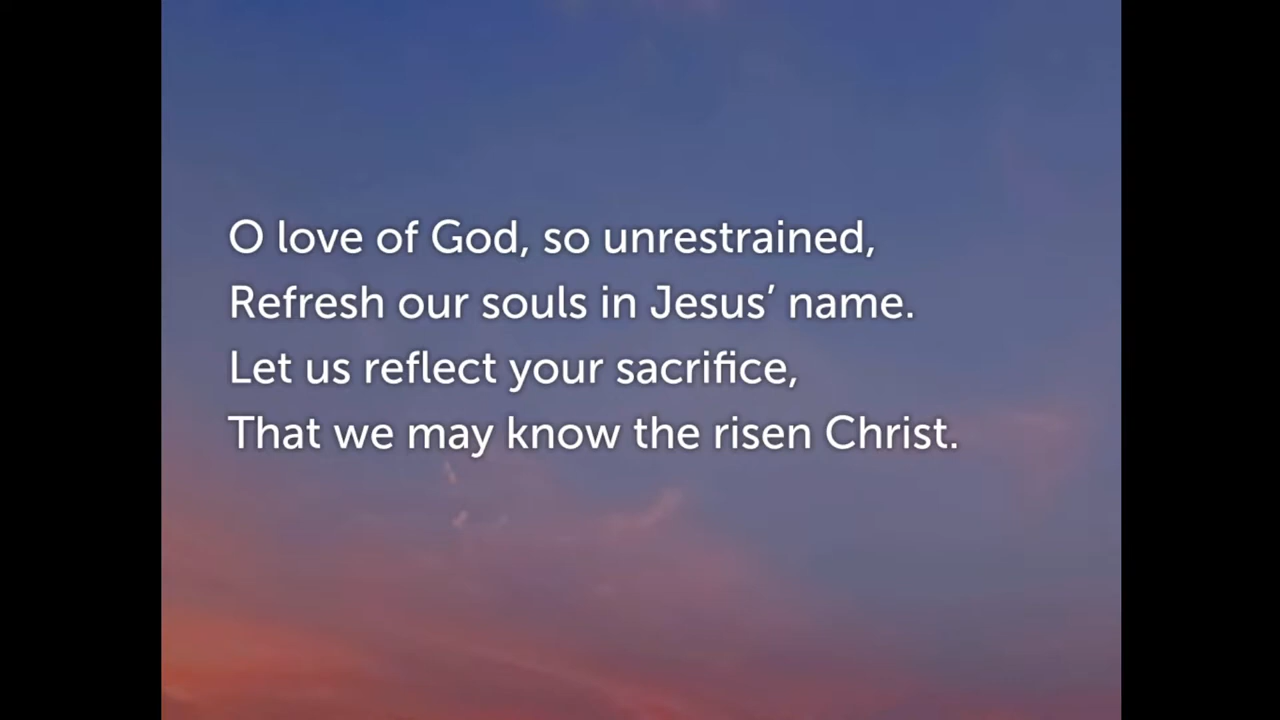 O love of God, so unrestrained,
Refresh our souls in Jesus’ name.
Let us reflect your sacrifice,
That we may know the risen Christ.